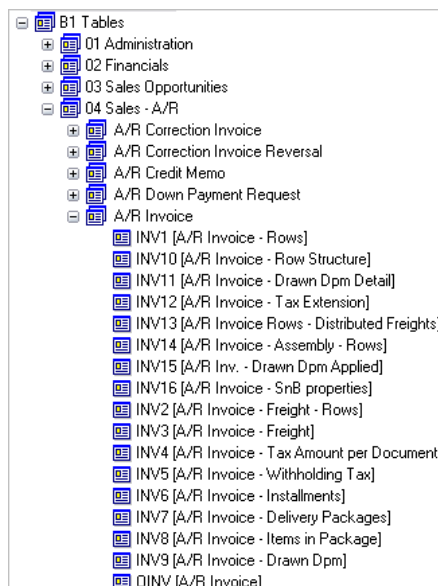 B1 Tables
01 Administration
02 Financials
03 Sales Opportunities
04 Sales - A/R
A/R Correction Invoice
A/R Correction Invoice Reversal
A/R Credit Memo
A/R Down Payment Request
A/R Invoice
INV1 [A/R Invoice - Rows]
INV10 [A/R Invoice - Row Structure]
INV11 [A/R Invoice - Drawn Dpm Detail]
INV12 [A/R Invoice - Tax Extension]
INV13 [A/R Invoice Rows - Distributed Freights]
INV14 [A/R Invoice - Assembly - Rows]
INV15 [A/R Inv. - Drawn Dpm Applied]
INV16 [A/R Invoice - SnB properties]
INV2 [A/R Invoice - Freight - Rows]
INV3 [A/R Invoice - Freight]
INV4 [A/R Invoice - Tax Amount per Document
INV5 [A/R Invoice - Withholding Tax]
INV6 [A/R Invoice - Installments]
INV7 [A/R Invoice - Delivery Packages]
INV8 [A/R Invoice - Items in Package]
INV9 [A/R Invoice - Drawn Dpm]
OINV [A/R Invoice]